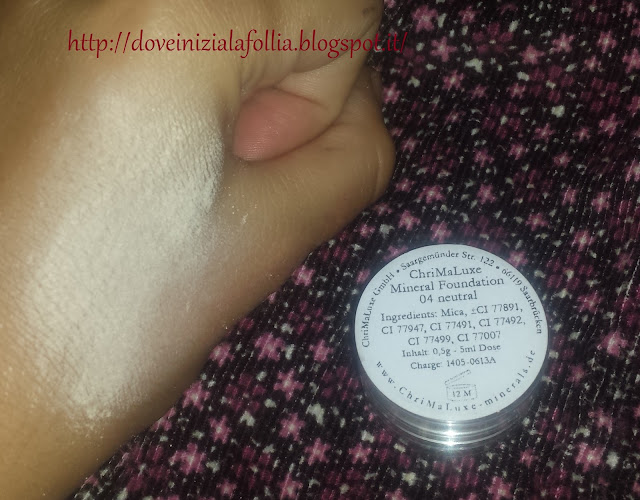 http://doveinizialafollia.blogspot.it/
ChriMaLuxe GmbH • Saargemünder Str. 122 • 66119 Saarbrücken
ChriMaLuxe
Mineral Foundation
04 neutral
Ingredients: Mica, ±CI 77891,
CI 77947, CI 77491, CI 77492,
CI 77499, CI 77007
Inhalt: 0,5g - 5ml Dose
Charge: 1405-0613A
12 M
www.ChriMaLuxe-minerals.de